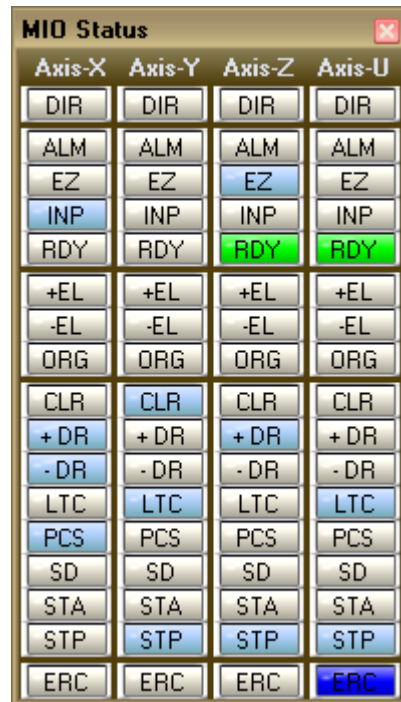 MIO Status
Axis-X Axis-Y Axis-Z Axis-U
DIR DIR DIR DIR
ALM ALM ALM ALM
EZ EZ EZ EZ
INP INP INP INP
RDY RDY RDY RDY
+EL +EL +EL +EL
-EL -EL -EL -EL
ORG ORG ORG ORG
CLR CLR CLR CLR
+ DR + DR + DR + DR
- DR - DR - DR - DR
LTC LTC LTC LTC
PCS PCS PCS PCS
SD SD SD SD
STA STA STA STA
STP STP STP STP
ERC ERC ERC ERC